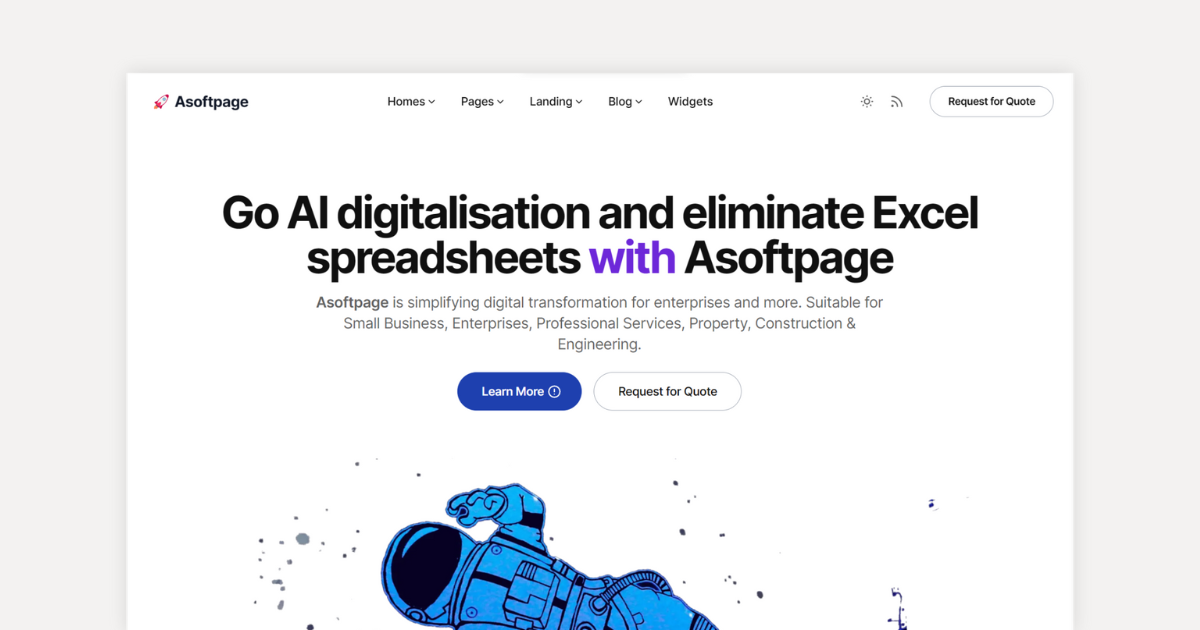 Asoftpage
Homes
Pages
Landing
Blog
Widgets
Request for Quote
Go AI digitalisation and eliminate Excel
spreadsheets with Asoftpage
Asoftpage is simplifying digital transformation for enterprises and more. Suitable for
Small Business, Enterprises, Professional Services, Property, Construction &
Engineering.
Learn More
Request for Quote